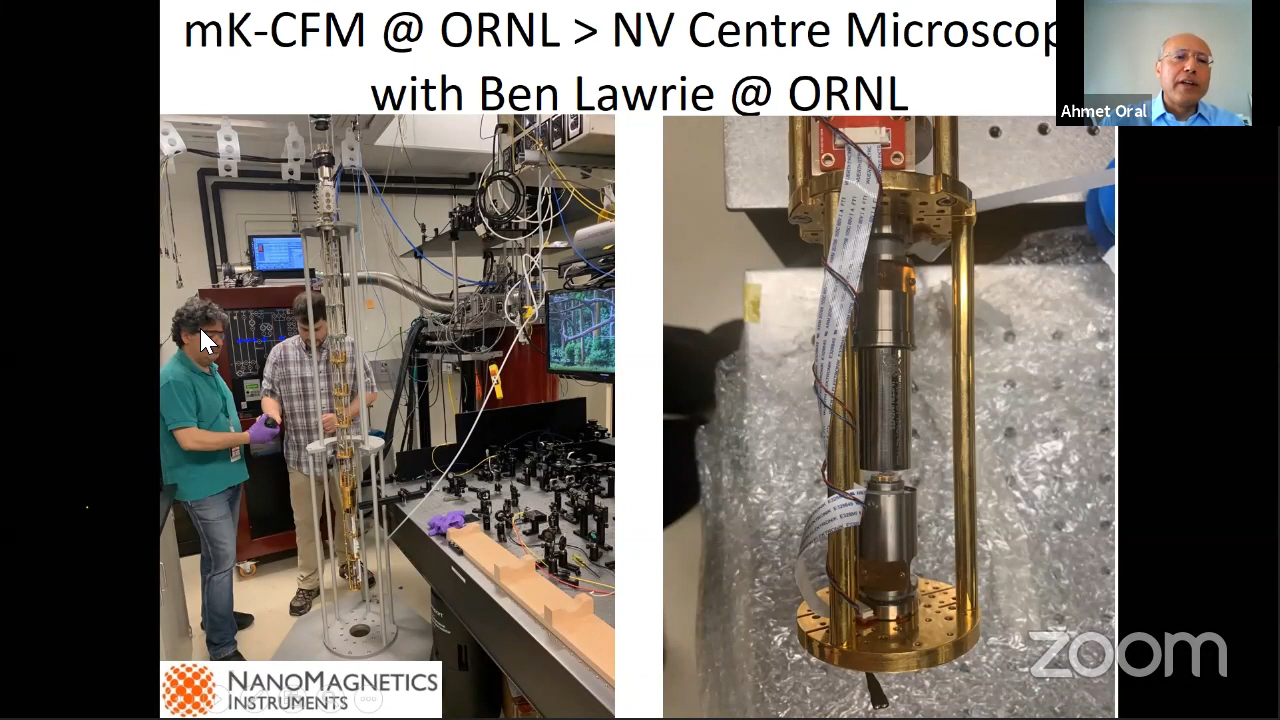 mK-CFM @ ORNL > NV Centre Microscop
with Ben Lawrie @ ORNL
Ahmet Oral
NANOMAGNETICS
INSTRUMENTS
zoom